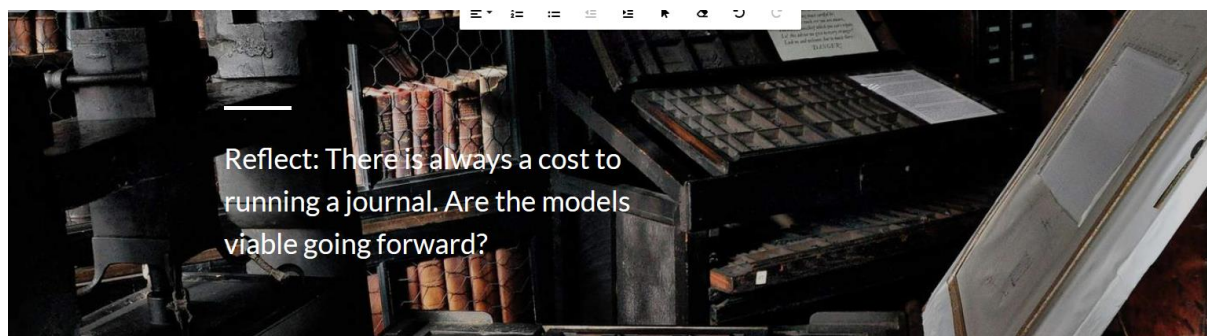 Reflect: There is always a cost to
running a journal. Are the models
viable going forward?